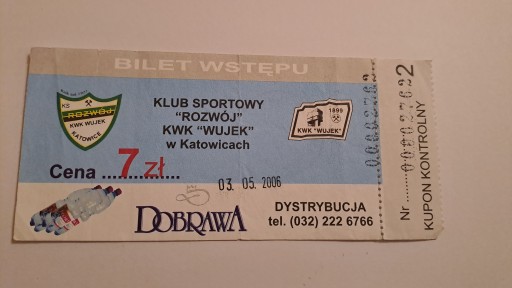 BILET WSTĘPU
KS
ROZWÓJ
KWK WUJEK
KATOWICE
KLUB SPORTOWY
"ROZWÓJ"
KWK "WUJEK"
w Katowicach
1899
KWK "WUJEK"
Cena ...7 zł...
03. 05. 2006
DOBRAWA
DYSTRYBUCJA
tel. (032) 222 6766
Nr ........000027622
KUPON KONTROLNY